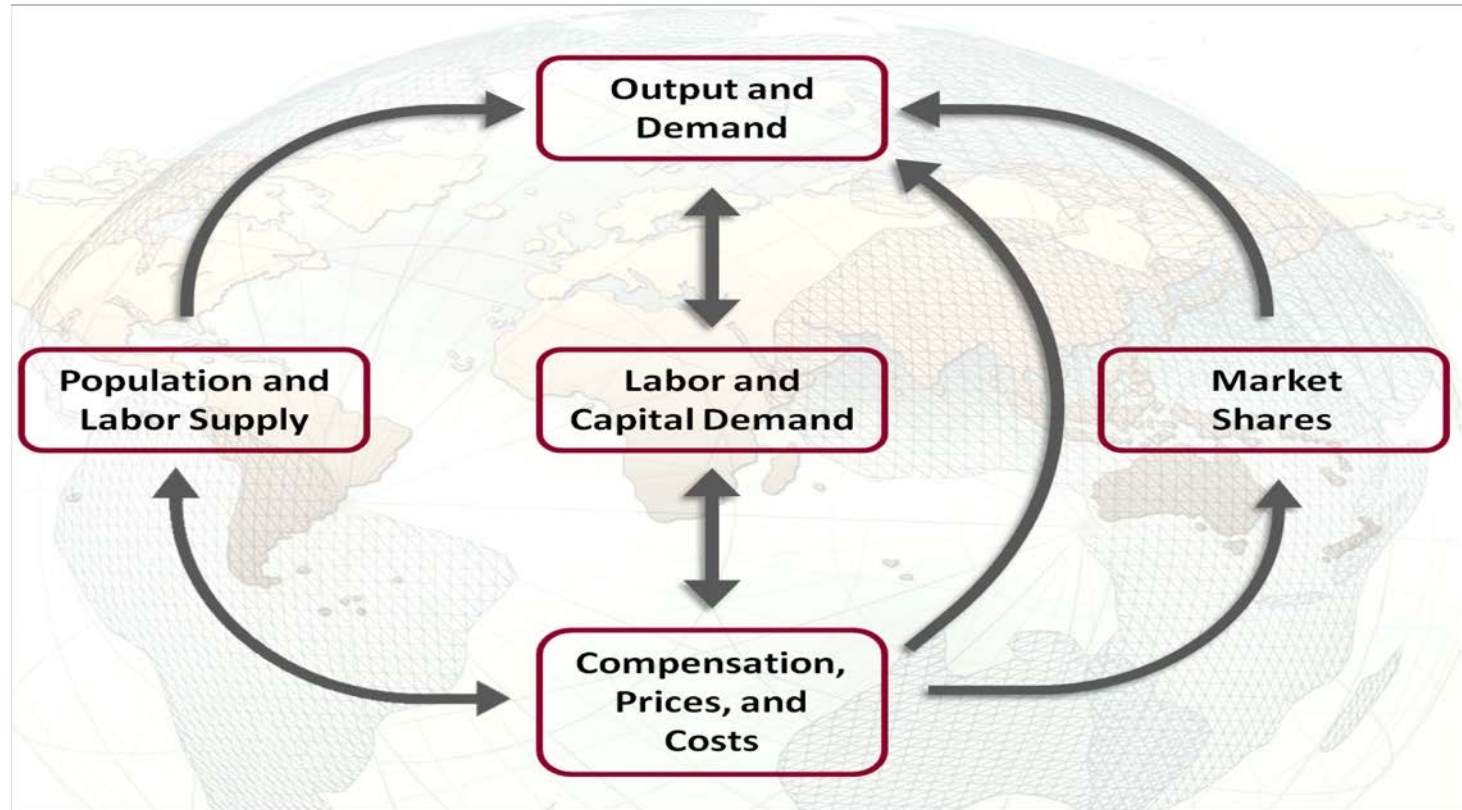 Output and
Demand
Population and
Labor Supply
Labor and
Capital Demand
Market
Shares
Compensation,
Prices, and
Costs